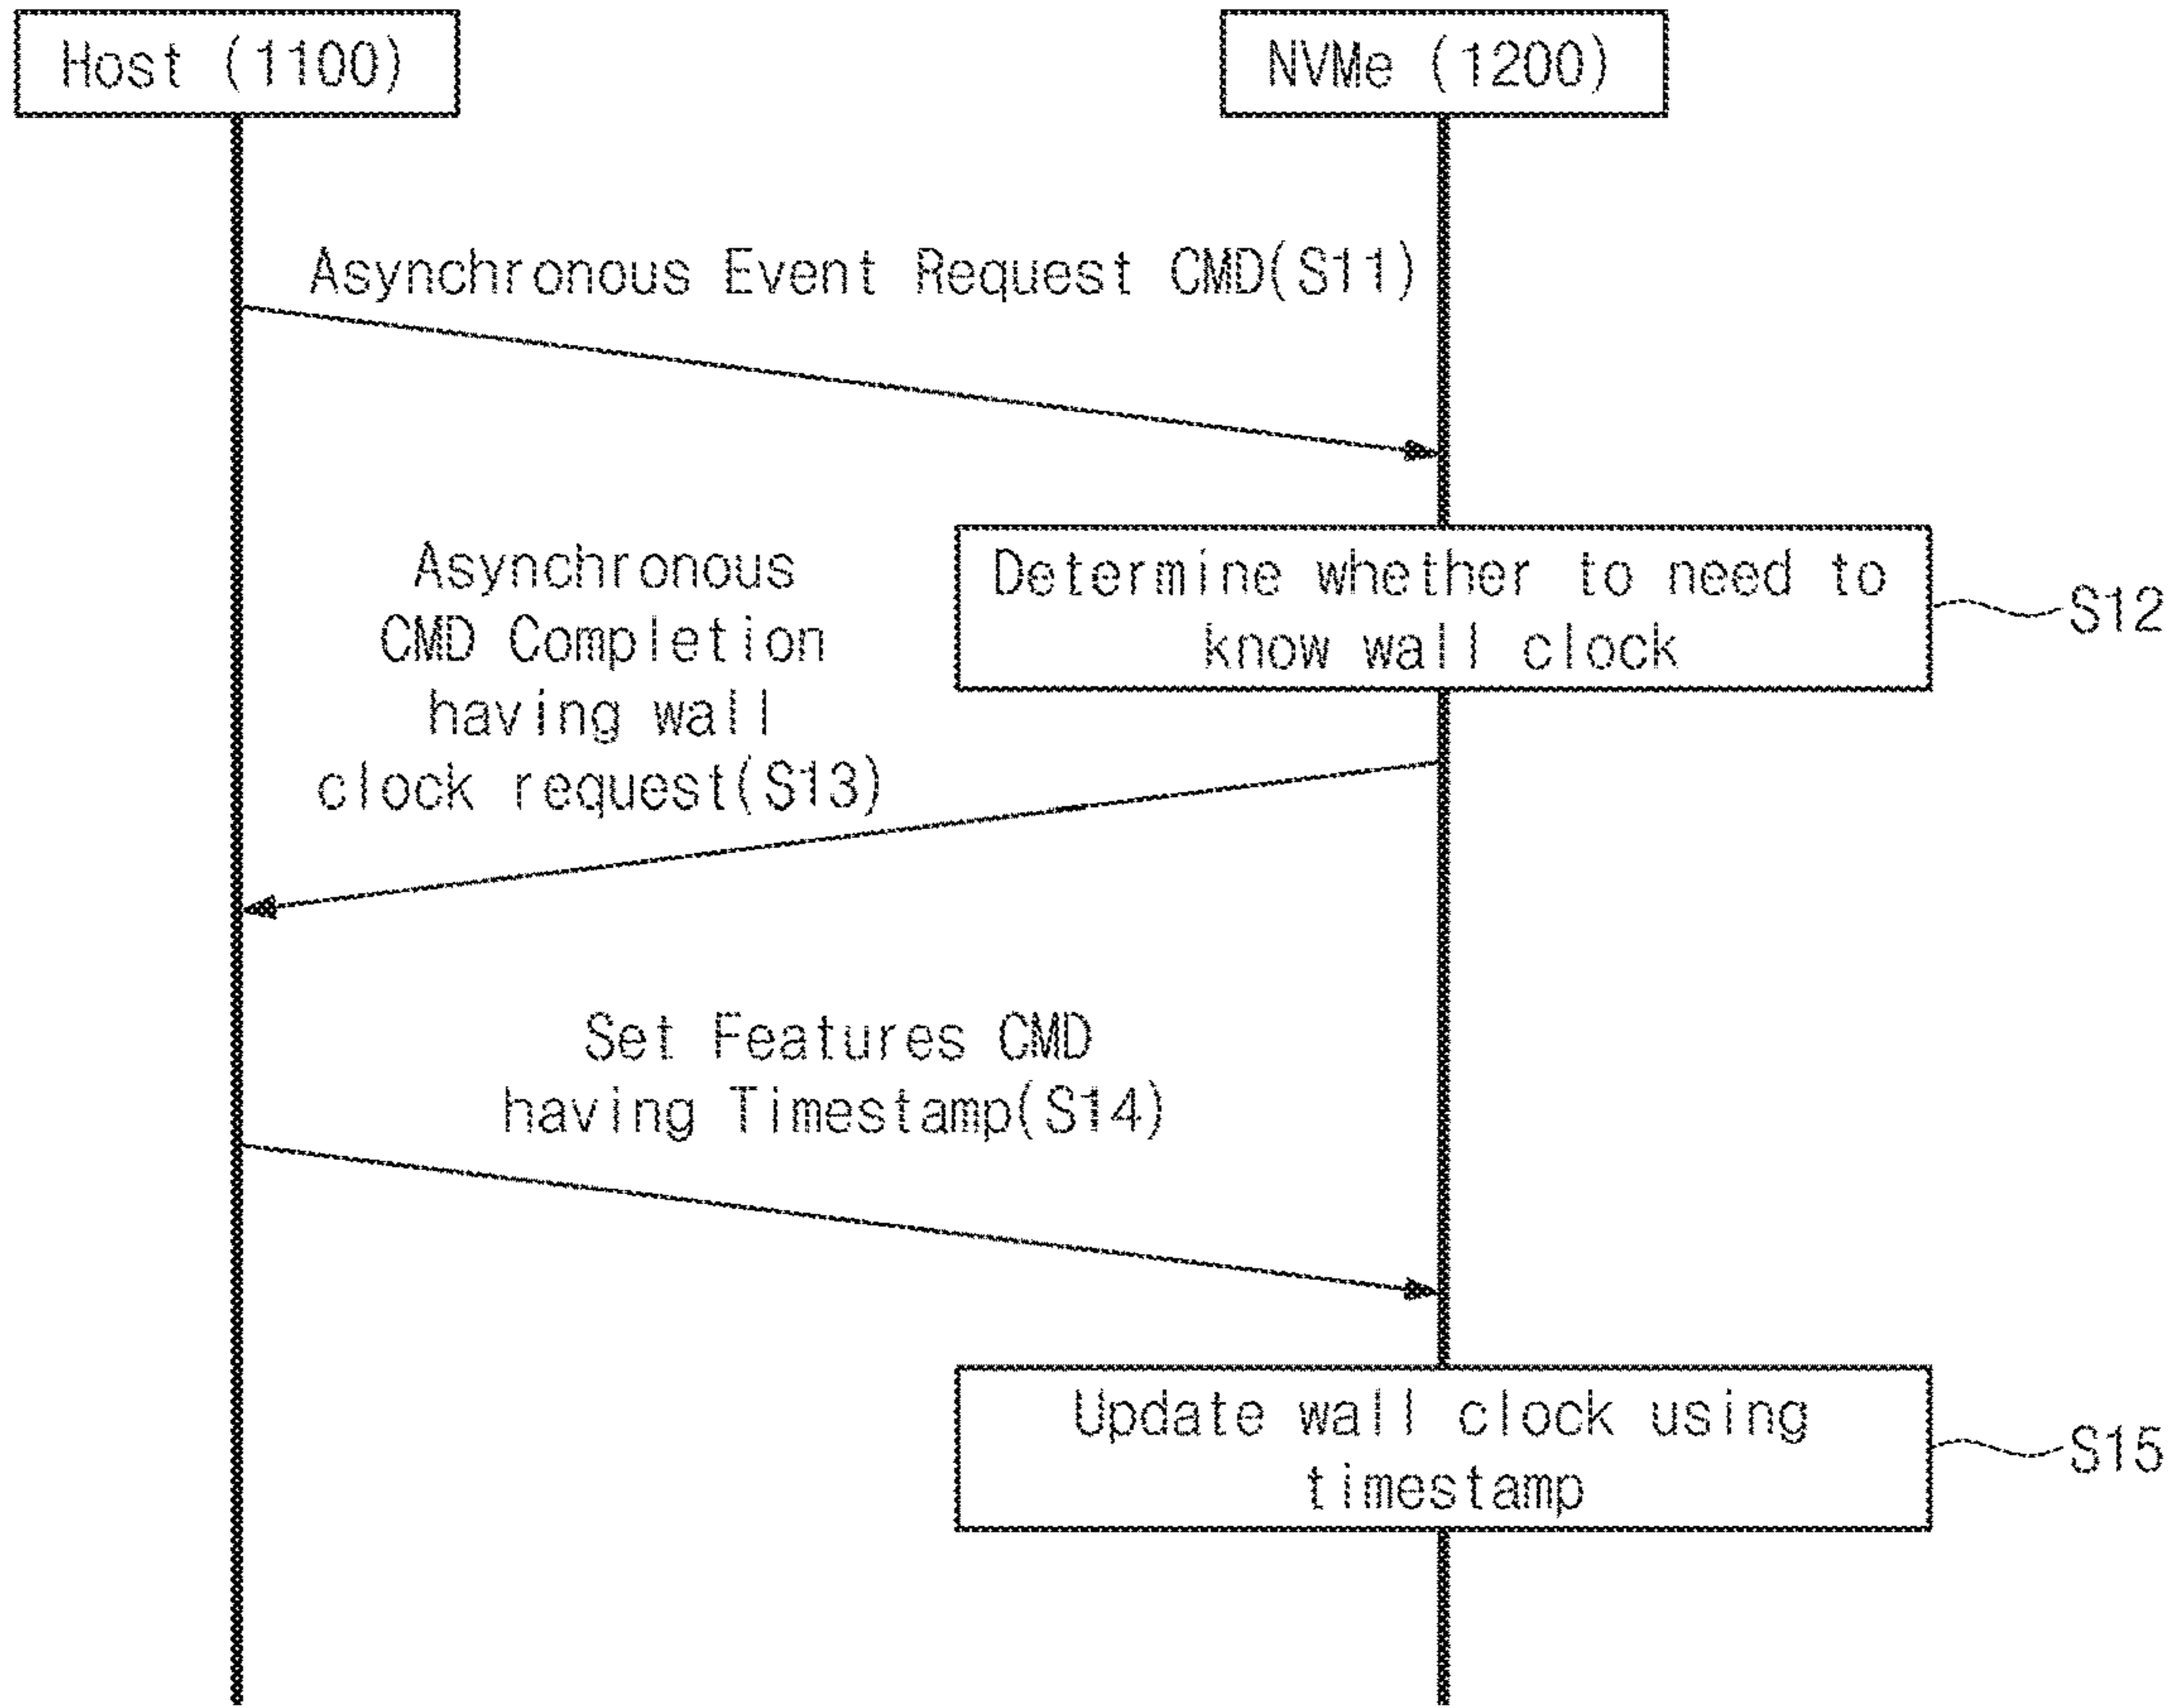 Host (1100)
NVMe (1200)
Asynchronous Event Request CMD(S11)
Determine whether to need to
know wall clock
S12
Asynchronous
CMD Completion
having wall
clock request(S13)
Set Features CMD
having Timestamp(S14)
Update wall clock using
timestamp
S15